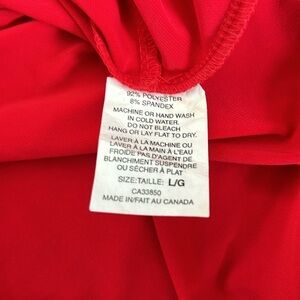 92% POLYESTER
8% SPANDEX
MACHINE OR HAND WASH
IN COLD WATER.
DO NOT BLEACH
HANG OR LAY FLAT TO DRY.
LAVER À LA MACHINE OU
LAVER À LA MAIN À L'EAU
FROIDE PAS D'AGENT DE
BLANCHIMENT SUSPENDRE
OU SÉCHER À PLAT
SIZE:TAILLE: L/G
CA33850
MADE IN/FAIT AU CANADA